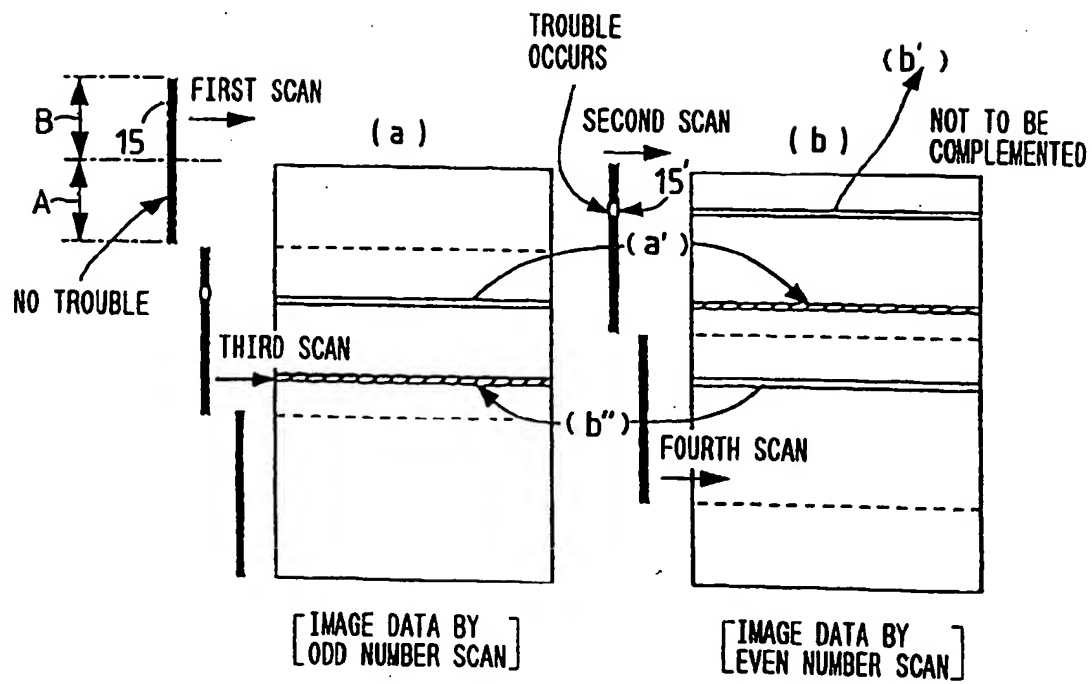 TROUBLE
OCCURS
(b')
B
15
FIRST SCAN
(a)
SECOND SCAN
(b)
NOT TO BE
COMPLEMENTED
A
15'
(a')
NO TROUBLE
THIRD SCAN
(b")
FOURTH SCAN
[IMAGE DATA BY
ODD NUMBER SCAN]
[IMAGE DATA BY
EVEN NUMBER SCAN]